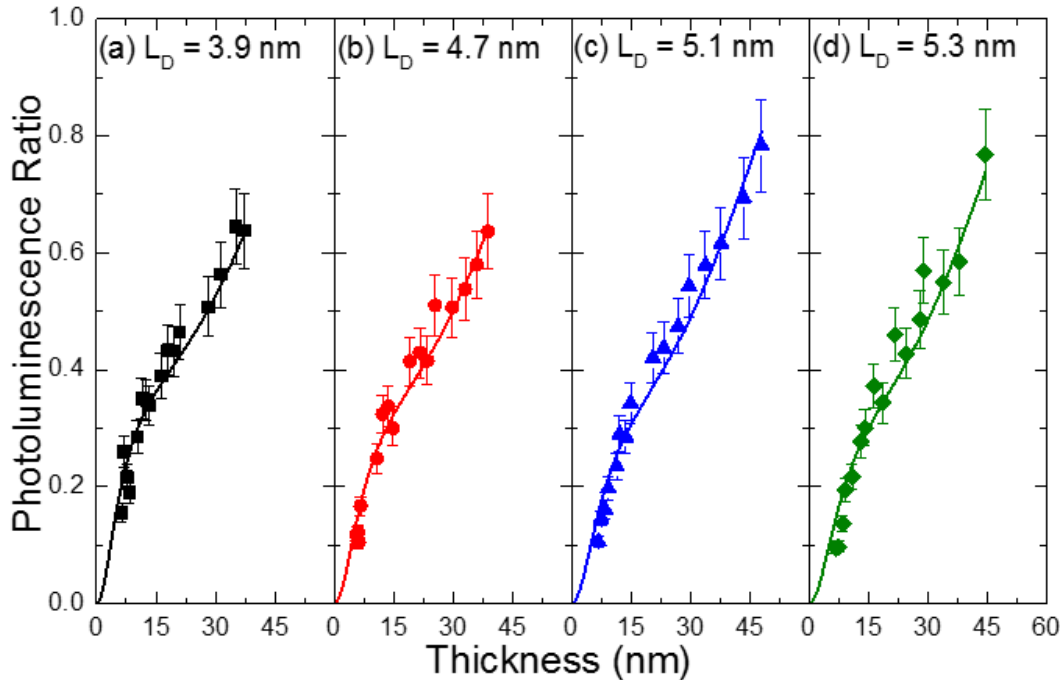 (a) L_D = 3.9 nm
(b) L_D = 4.7 nm
(c) L_D = 5.1 nm
(d) L_D = 5.3 nm
Photoluminescence Ratio
1.0
0.8
0.6
0.4
0.2
0.0
0 15 30 45 0 15 30 45 0 15 30 45 0 15 30 45 60
Thickness (nm)